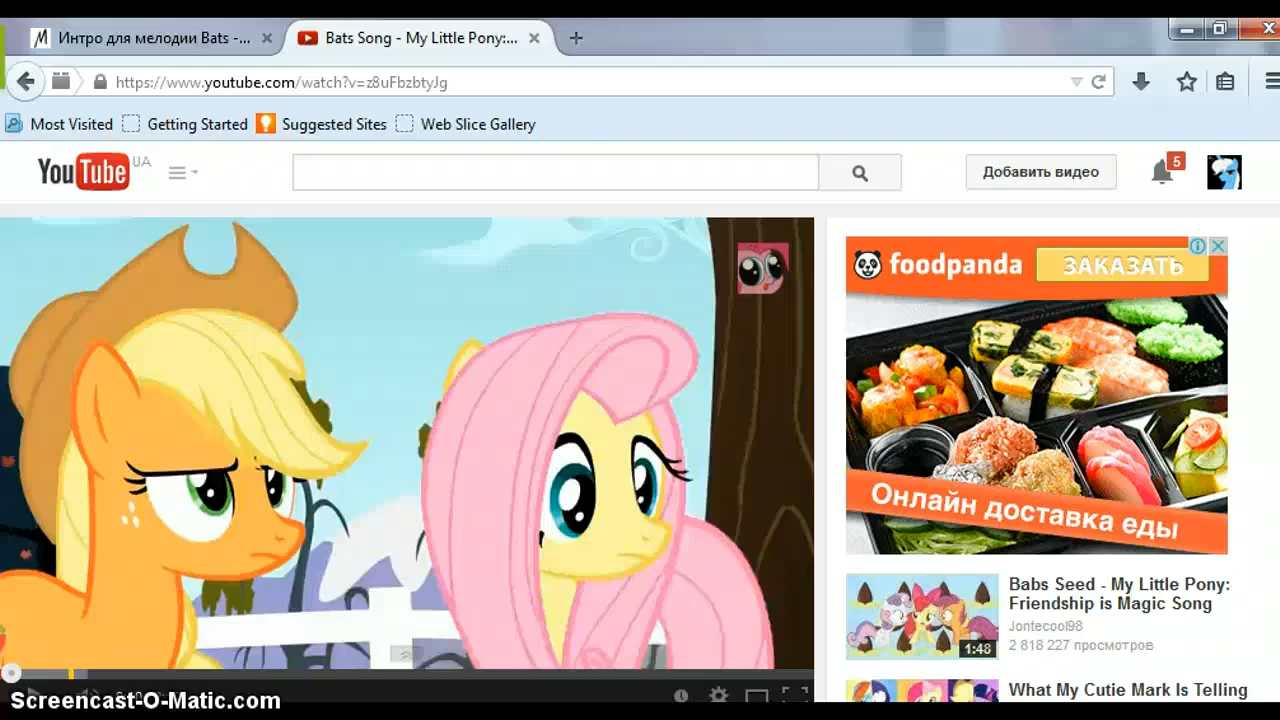 Интро для мелодии Bats -...
Bats Song - My Little Pony:...
https://www.youtube.com/watch?v=z8uFbzbtyJg
Most Visited
Getting Started
Suggested Sites
Web Slice Gallery
YouTube UA
Добавить видео
5
foodpanda
ЗАКАЗАТЬ
Онлайн доставка еды
Babs Seed - My Little Pony:
Friendship is Magic Song
Jontecool98
2 818 227 просмотров
1:48
What My Cutie Mark Is Telling
Screencast-O-Matic.com